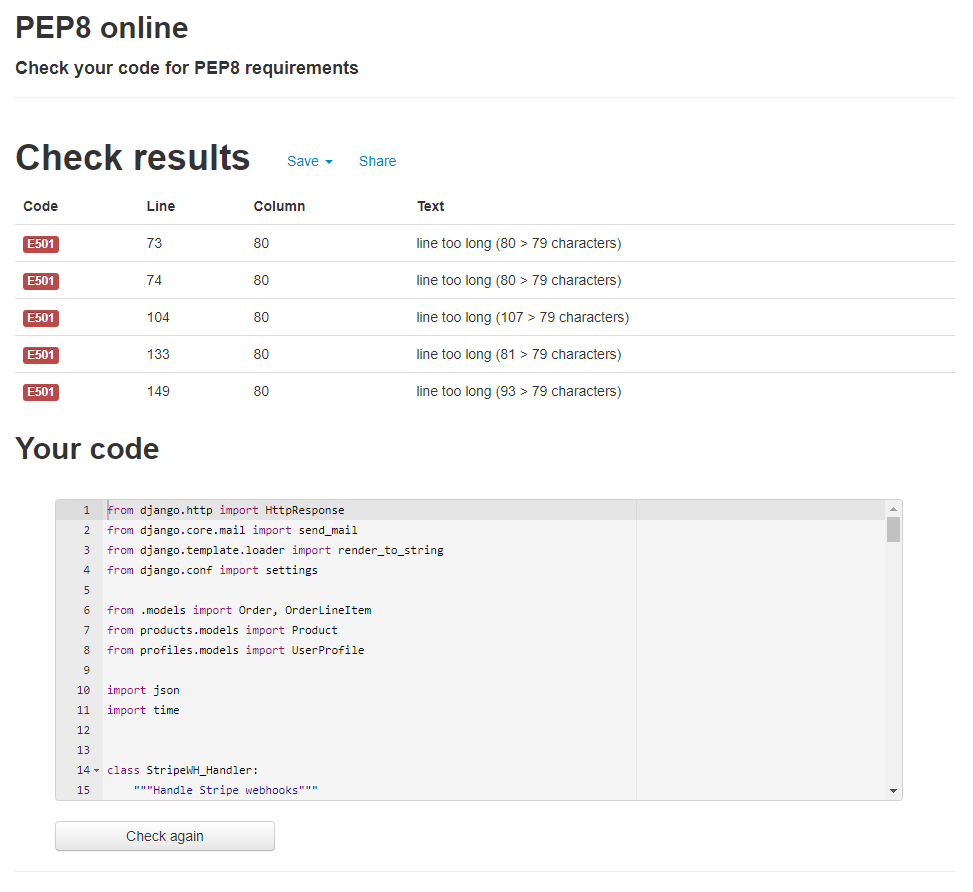 PEP8 online
Check your code for PEP8 requirements
Check results Save Share
Code Line Column Text
E501 73 80 line too long (80 > 79 characters)
E501 74 80 line too long (80 > 79 characters)
E501 104 80 line too long (107 > 79 characters)
E501 133 80 line too long (81 > 79 characters)
E501 149 80 line too long (93 > 79 characters)
Your code
1 from django.http import HttpResponse
2 from django.core.mail import send_mail
3 from django.template.loader import render_to_string
4 from django.conf import settings
5
6 from .models import Order, OrderLineItem
7 from products.models import Product
8 from profiles.models import UserProfile
9
10 import json
11 import time
12
13
14 class StripeWH_Handler:
15 """Handle Stripe webhooks"""
Check again